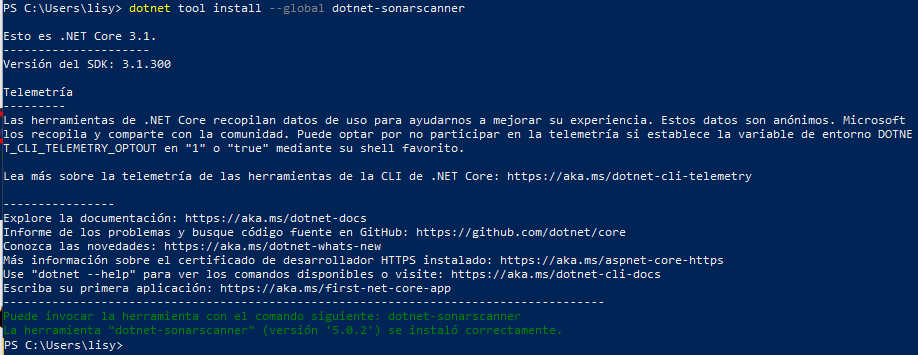 PS C:\Users\lisy> dotnet tool install --global dotnet-sonarscanner
Esto es .NET Core 3.1.
---------------------
Versión del SDK: 3.1.300
Telemetría
---------
Las herramientas de .NET Core recopilan datos de uso para ayudarnos a mejorar su experiencia. Estos datos son anónimos. Microsoft
los recopila y comparte con la comunidad. Puede optar por no participar en la telemetría si establece la variable de entorno DOTNE
T_CLI_TELEMETRY_OPTOUT en "1" o "true" mediante su shell favorito.
Lea más sobre la telemetría de las herramientas de la CLI de .NET Core: https://aka.ms/dotnet-cli-telemetry
----------------
Explore la documentación: https://aka.ms/dotnet-docs
Informe de los problemas y busque código fuente en GitHub: https://github.com/dotnet/core
Conozca las novedades: https://aka.ms/dotnet-whats-new
Más información sobre el certificado de desarrollador HTTPS instalado: https://aka.ms/aspnet-core-https
Use "dotnet --help" para ver los comandos disponibles o visite: https://aka.ms/dotnet-cli-docs
Escriba su primera aplicación: https://aka.ms/first-net-core-app
--------------------------------------------------------------------------------------
Puede invocar la herramienta con el comando siguiente: dotnet-sonarscanner
La herramienta "dotnet-sonarscanner" (versión '5.0.2') se instaló correctamente.
PS C:\Users\lisy>